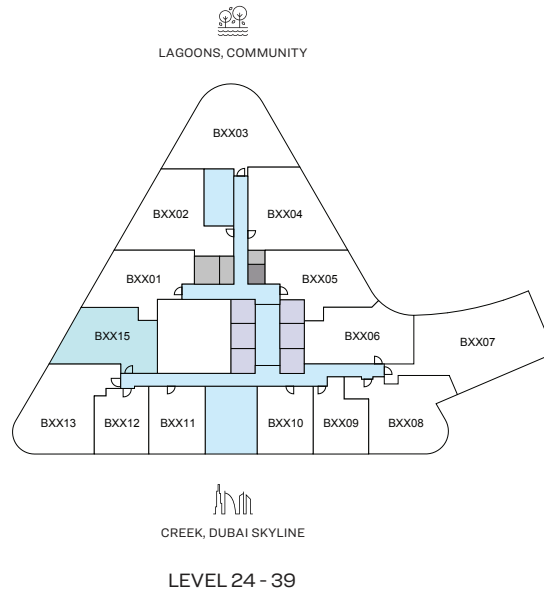 LAGOONS, COMMUNITY
BXX03
BXX02
BXX04
BXX01
BXX05
BXX15
BXX06
BXX07
BXX13
BXX12
BXX11
BXX10
BXX09
BXX08
CREEK, DUBAI SKYLINE
LEVEL 24 - 39